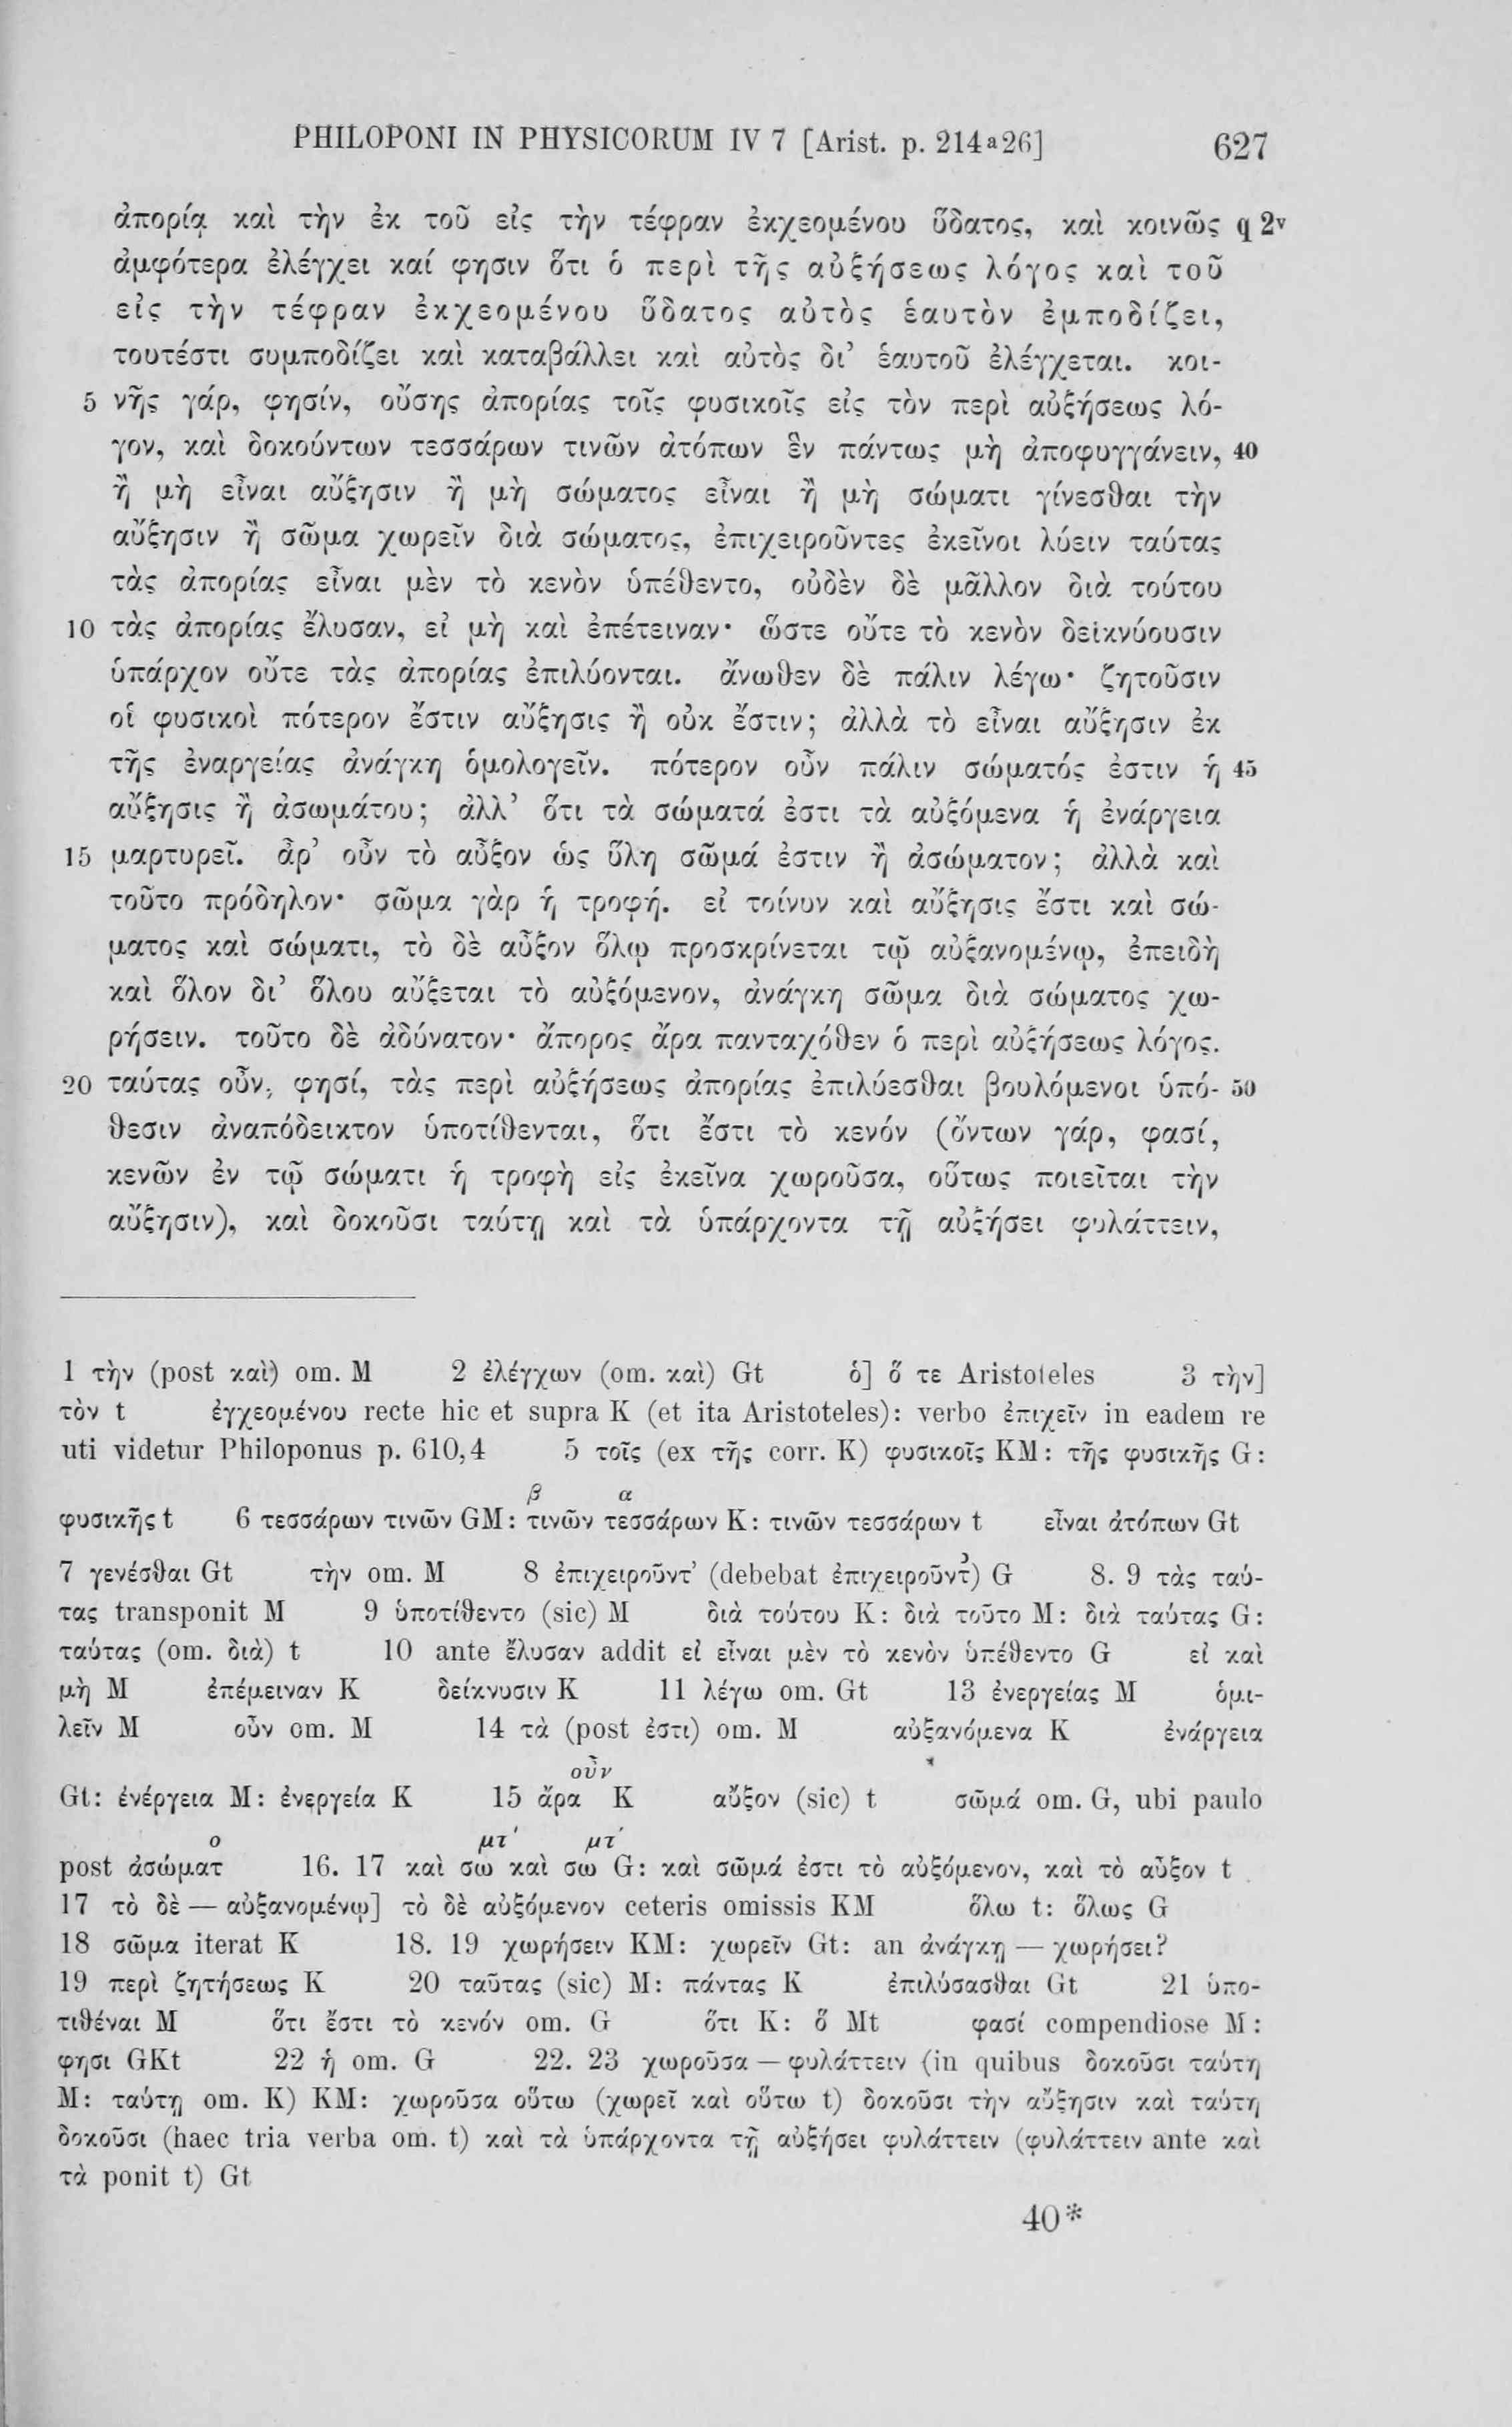 PHILOPONI IN PHYSICORUM IV 7 [Arist. p. 214ᵃ26] 627
ἀπορίᾳ καὶ τὴν ἐκ τοῦ εἰς τὴν τέφραν ἐκχεομένου ὕδατος, καὶ κοινῶς q 2ᵛ
ἀμφότερα ἐλέγχει καί φησιν ὅτι ὁ περὶ τῆς αὐξήσεως λόγος καὶ τοῦ
εἰς τὴν τέφραν ἐκχεομένου ὕδατος αὐτὸς ἑαυτὸν ἐμποδίζει,
τουτέστι συμποδίζει καὶ καταβάλλει καὶ αὐτὸς δι’ ἑαυτοῦ ἐλέγχεται. κοι-
5 νῆς γάρ, φησίν, οὔσης ἀπορίας τοῖς φυσικοῖς εἰς τὸν περὶ αὐξήσεως λό-
γον, καὶ δοκούντων τεσσάρων τινῶν ἀτόπων ἓν πάντως μὴ ἀποφυγγάνειν, 40
ἢ μὴ εἶναι αὔξησιν ἢ μὴ σώματος εἶναι ἢ μὴ σώματι γίνεσθαι τὴν
αὔξησιν ἢ σῶμα χωρεῖν διὰ σώματος, ἐπιχειροῦντες ἐκεῖνοι λύειν ταύτας
τὰς ἀπορίας εἶναι μὲν τὸ κενὸν ὑπέθεντο, οὐδὲν δὲ μᾶλλον διὰ τούτου
10 τὰς ἀπορίας ἔλυσαν, εἰ μὴ καὶ ἐπέτειναν· ὥστε οὔτε τὸ κενὸν δεικνύουσιν
ὑπάρχον οὔτε τὰς ἀπορίας ἐπιλύονται. ἄνωθεν δὲ πάλιν λέγω· ζητοῦσιν
οἱ φυσικοὶ πότερον ἔστιν αὔξησις ἢ οὐκ ἔστιν; ἀλλὰ τὸ εἶναι αὔξησιν ἐκ
τῆς ἐναργείας ἀνάγκη ὁμολογεῖν. πότερον οὖν πάλιν σώματός ἐστιν ἡ 45
αὔξησις ἢ ἀσωμάτου; ἀλλ’ ὅτι τὰ σώματά ἐστι τὰ αὐξόμενα ἡ ἐνάργεια
15 μαρτυρεῖ. ἆρ’ οὖν τὸ αὖξον ὡς ὕλη σῶμά ἐστιν ἢ ἀσώματον; ἀλλὰ καὶ
τοῦτο πρόδηλον· σῶμα γὰρ ἡ τροφή. εἰ τοίνυν καὶ αὔξησις ἔστι καὶ σώ-
ματος καὶ σώματι, τὸ δὲ αὖξον ὅλῳ προσκρίνεται τῷ αὐξανομένῳ, ἐπειδὴ
καὶ ὅλον δι’ ὅλου αὔξεται τὸ αὐξόμενον, ἀνάγκη σῶμα διὰ σώματος χω-
ρήσειν. τοῦτο δὲ ἀδύνατον· ἄπορος ἄρα πανταχόθεν ὁ περὶ αὐξήσεως λόγος.
20 ταύτας οὖν, φησί, τὰς περὶ αὐξήσεως ἀπορίας ἐπιλύεσθαι βουλόμενοι ὑπό- 50
θεσιν ἀναπόδεικτον ὑποτίθενται, ὅτι ἔστι τὸ κενόν (ὄντων γάρ, φασί,
κενῶν ἐν τῷ σώματι ἡ τροφὴ εἰς ἐκεῖνα χωροῦσα, οὕτως ποιεῖται τὴν
αὔξησιν), καὶ δοκοῦσι ταύτῃ καὶ τὰ ὑπάρχοντα τῇ αὐξήσει φυλάττειν,
1 τὴν (post καὶ) om. M 2 ἐλέγχων (om. καὶ) Gt ὁ] ὅ τε Aristoteles 3 τὴν]
τὸν t ἐγχεομένου recte hic et supra K (et ita Aristoteles): verbo ἐπιχεῖν in eadem re
uti videtur Philoponus p. 610,4 5 τοῖς (ex τῆς corr. K) φυσικοῖς KM: τῆς φυσικῆς G:
β α
φυσικῆς t 6 τεσσάρων τινῶν GM: τινῶν τεσσάρων K: τινῶν τεσσάρων t εἶναι ἀτόπων Gt
7 γενέσθαι Gt τὴν om. M 8 ἐπιχειροῦντ’ (debebat ἐπιχειροῦντ̓) G 8. 9 τὰς ταύ-
τας transponit M 9 ὑποτίθεντο (sic) M διὰ τούτου K: διὰ τοῦτο M: διὰ ταύτας G:
ταύτας (om. διὰ) t 10 ante ἔλυσαν addit εἰ εἶναι μὲν τὸ κενὸν ὑπέθεντο G εἰ καὶ
μὴ M ἐπέμειναν K δείκνυσιν K 11 λέγω om. Gt 13 ἐνεργείας M ὁμι-
λεῖν M οὖν om. M 14 τὰ (post ἐστι) om. M αὐξανόμενα K ἐνάργεια
οὖν
Gt: ἐνέργεια M: ἐνεργεία K 15 ἄρα K αὔξον (sic) t σῶμά om. G, ubi paulo
ο μτ΄ μτ΄
post ἀσώματ 16. 17 καὶ σω καὶ σω G: καὶ σῶμά ἐστι τὸ αὐξόμενον, καὶ τὸ αὖξον t
17 τὸ δὲ — αὐξανομένῳ] τὸ δὲ αὐξόμενον ceteris omissis KM ὅλω t: ὅλως G
18 σῶμα iterat K 18. 19 χωρήσειν KM: χωρεῖν Gt: an ἀνάγκῃ — χωρήσει?
19 περὶ ζητήσεως K 20 ταῦτας (sic) M: πάντας K ἐπιλύσασθαι Gt 21 ὑπο-
τιθέναι M ὅτι ἔστι τὸ κενόν om. G ὅτι K: ὅ Mt φασί compendiose M:
φησι GKt 22 ἡ om. G 22. 23 χωροῦσα — φυλάττειν (in quibus δοκοῦσι ταύτη
M: ταύτῃ om. K) KM: χωροῦσα οὕτω (χωρεῖ καὶ οὕτω t) δοκοῦσι τὴν αὔξησιν καὶ ταύτη
δοκοῦσι (haec tria verba om. t) καὶ τὰ ὑπάρχοντα τῇ αὐξήσει φυλάττειν (φυλάττειν ante καὶ
τὰ ponit t) Gt
40*